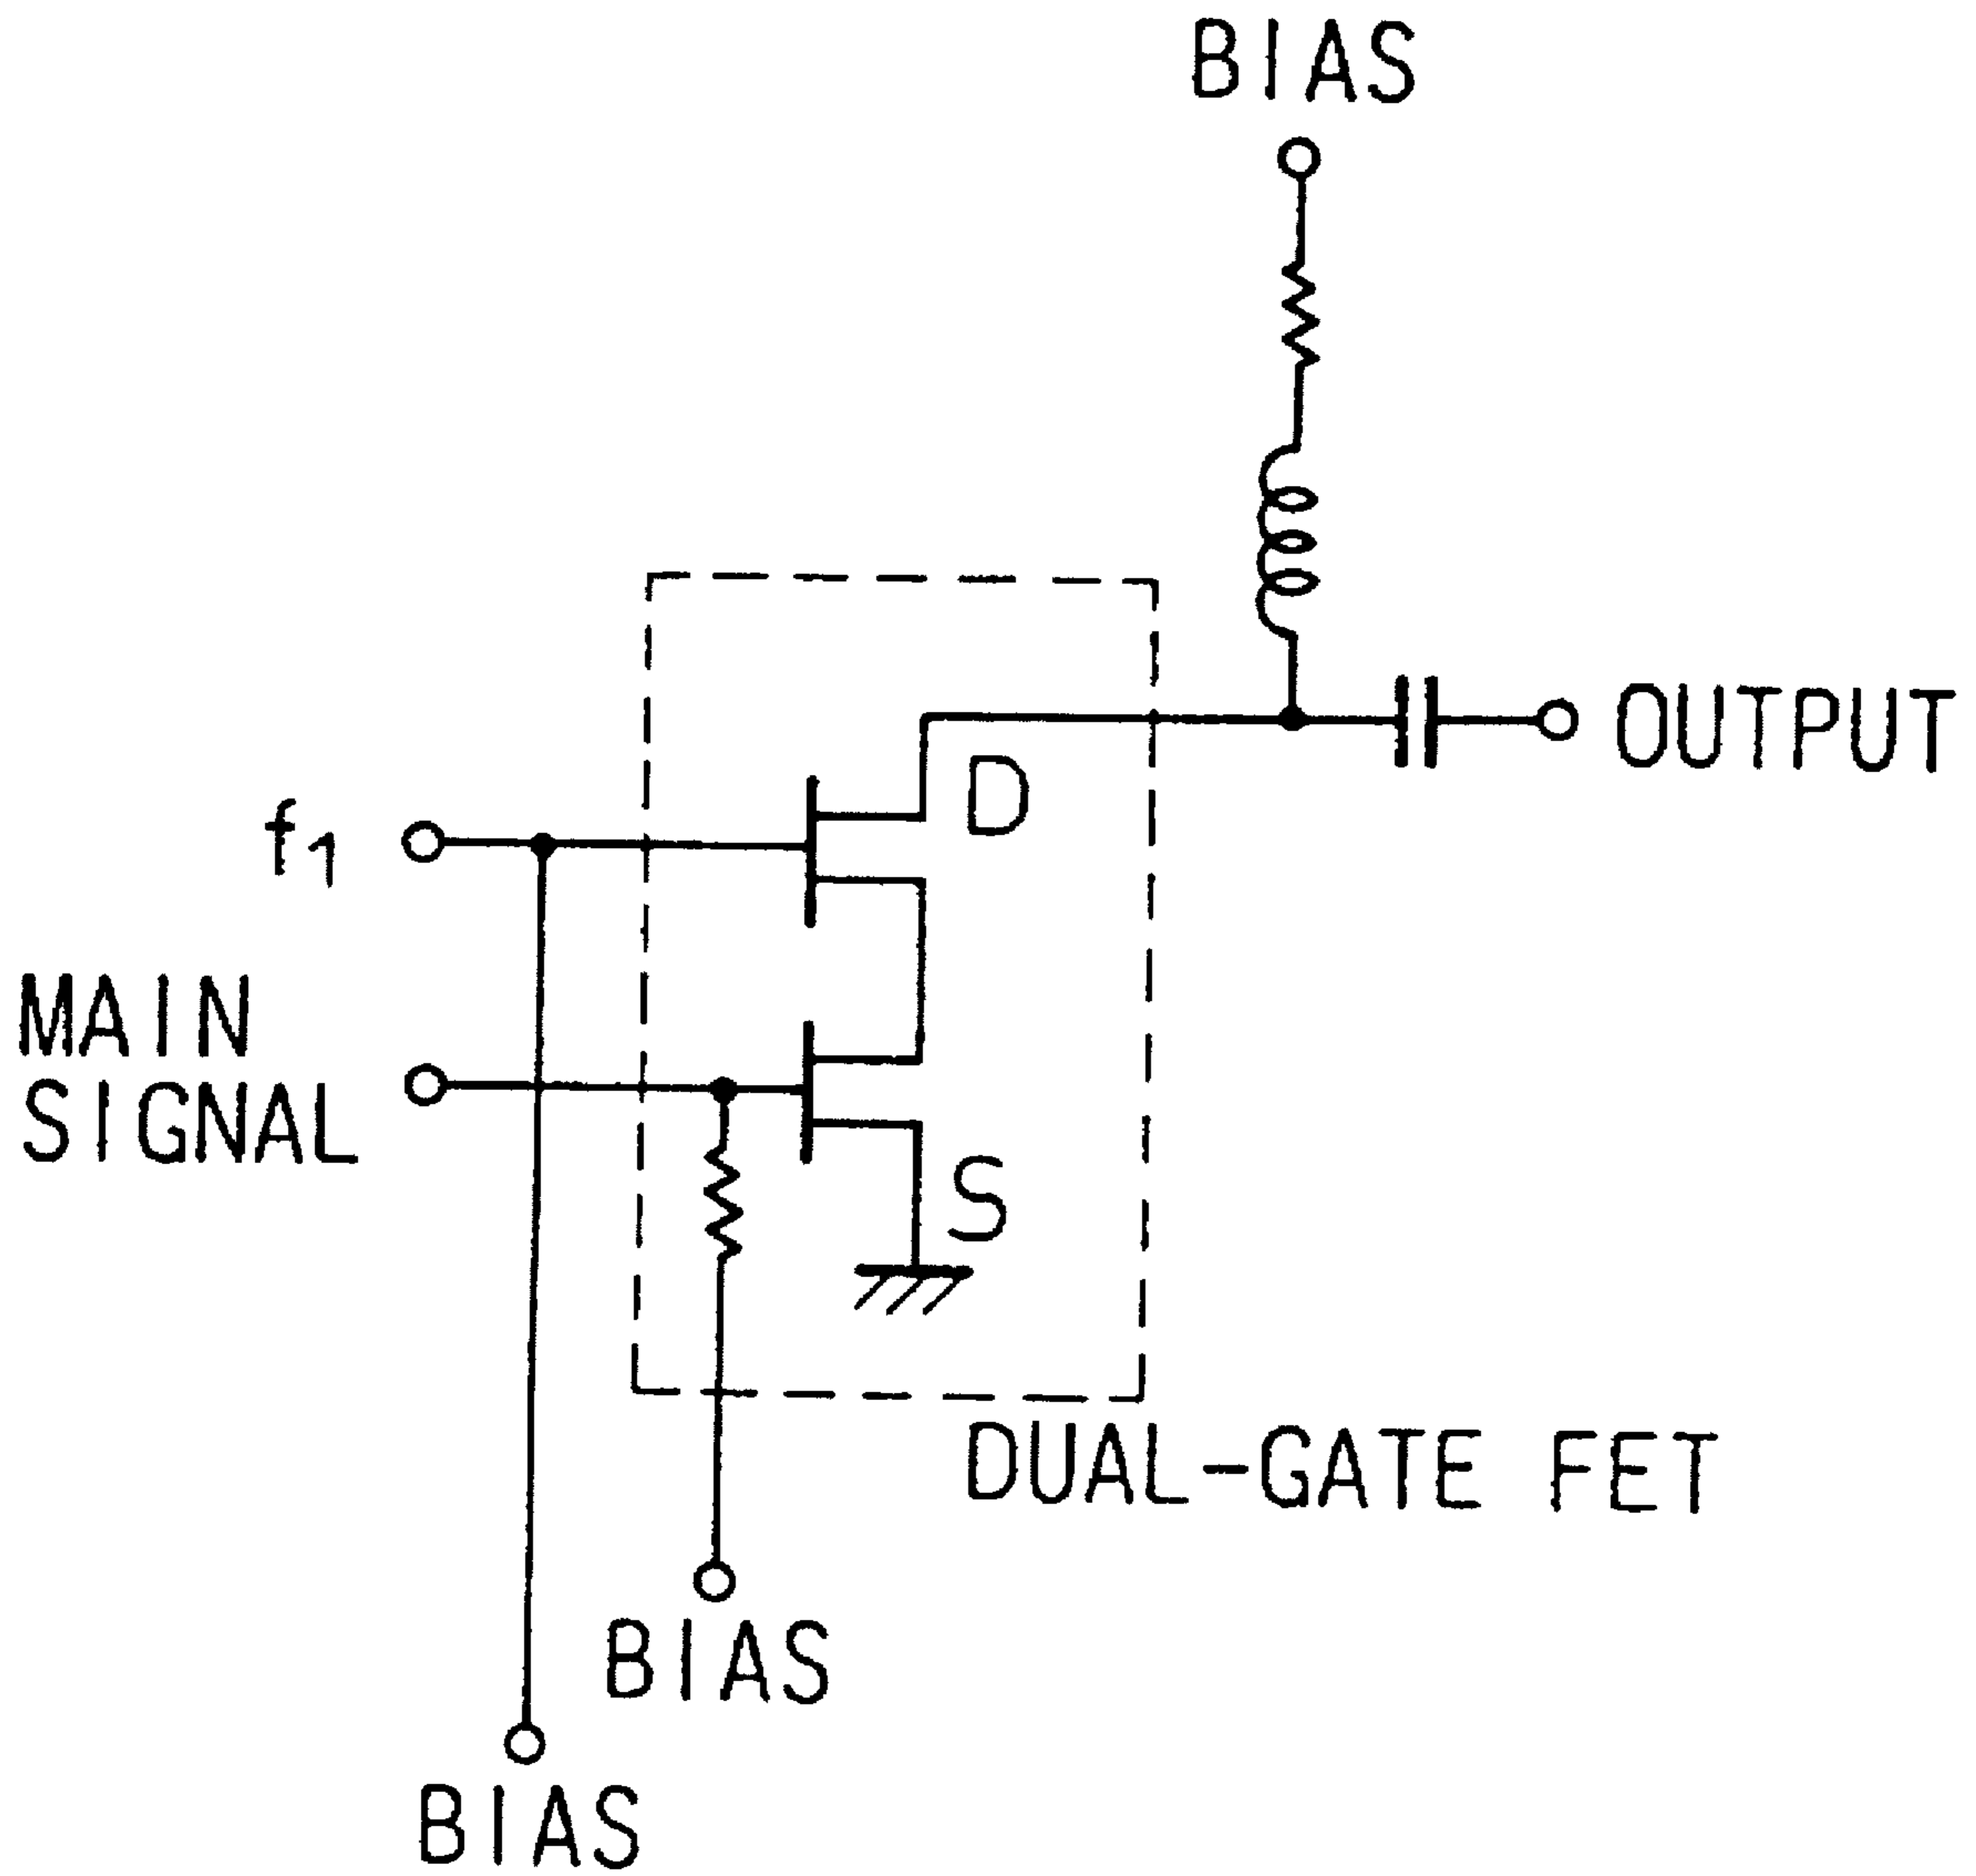 BIAS
OUTPUT
D
f1
MAIN
SIGNAL
S
DUAL-GATE FET
BIAS
BIAS